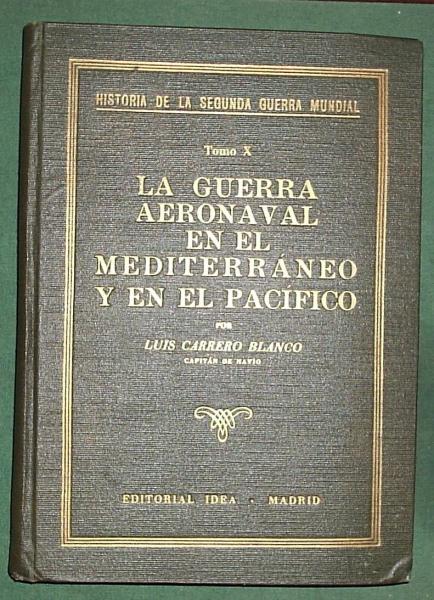 HISTORIA DE LA SEGUNDA GUERRA MUNDIAL
Tomo X
LA GUERRA
AERONAVAL
EN EL
MEDITERRÁNEO
Y EN EL PACÍFICO
POR
LUIS CARRERO BLANCO
CAPITÁN DE NAVÍO
EDITORIAL IDEA - MADRID